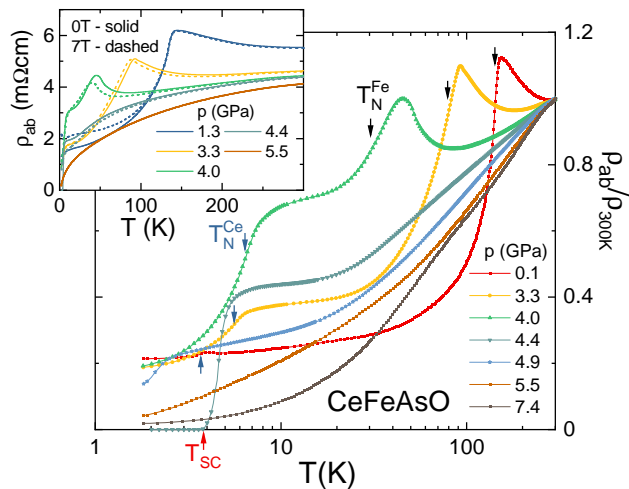 0T - solid
7T - dashed
6
4
2
0
ρab (mΩcm)
p (GPa)
1.3
3.3
4.0
4.4
5.5
0 100 200
T (K)
T_N^Fe
T_N^Ce
1.2
0.8
0.4
0
ρab/ρ300K
p (GPa)
0.1
3.3
4.0
4.4
4.9
5.5
7.4
CeFeAsO
T_SC
1 10 100
T(K)